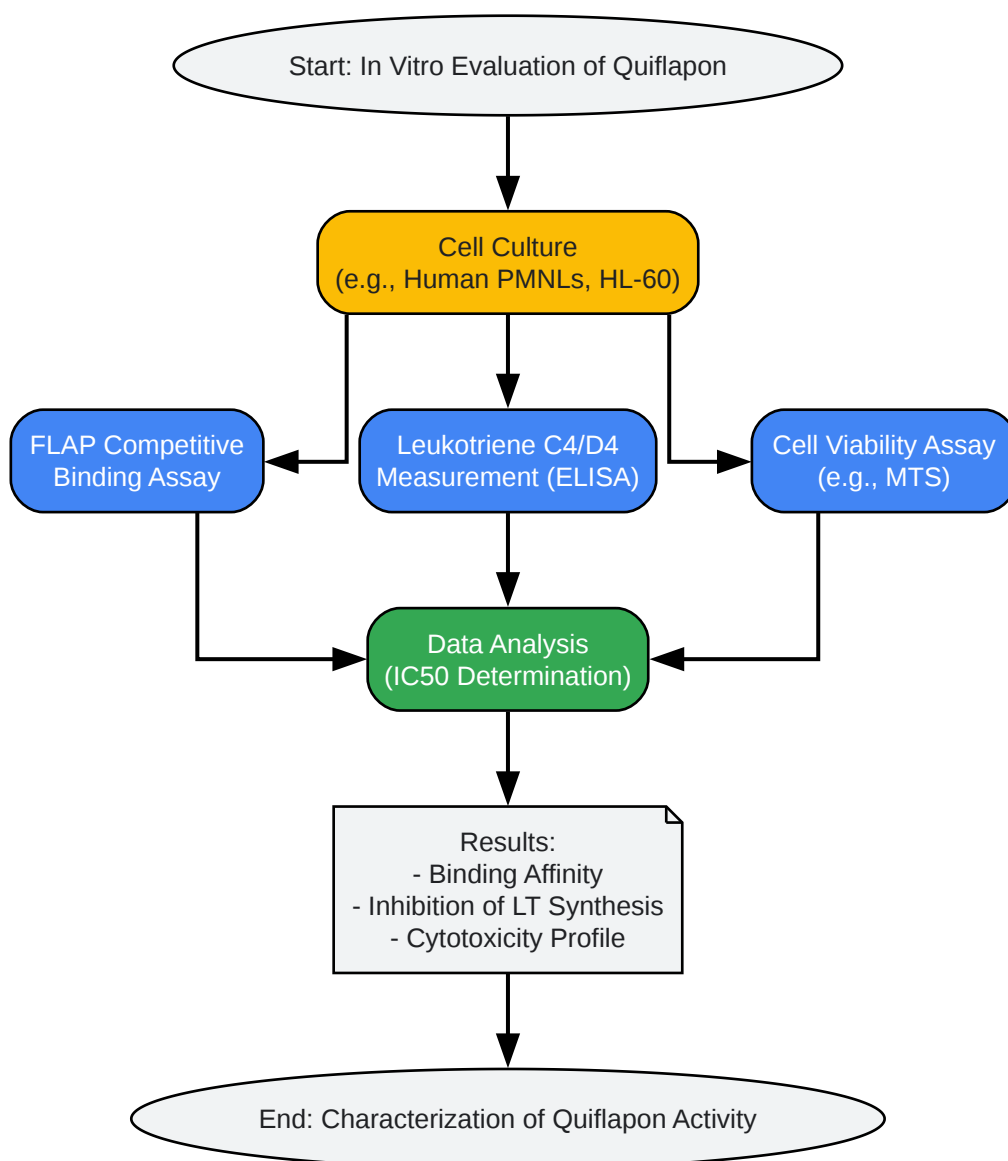 Start: In Vitro Evaluation of Quiflapon
Cell Culture
(e.g., Human PMNLs, HL-60)
FLAP Competitive
Binding Assay
Leukotriene C4/D4
Measurement (ELISA)
Cell Viability Assay
(e.g., MTS)
Data Analysis
(IC50 Determination)
Results:
- Binding Affinity
- Inhibition of LT Synthesis
- Cytotoxicity Profile
End: Characterization of Quiflapon Activity